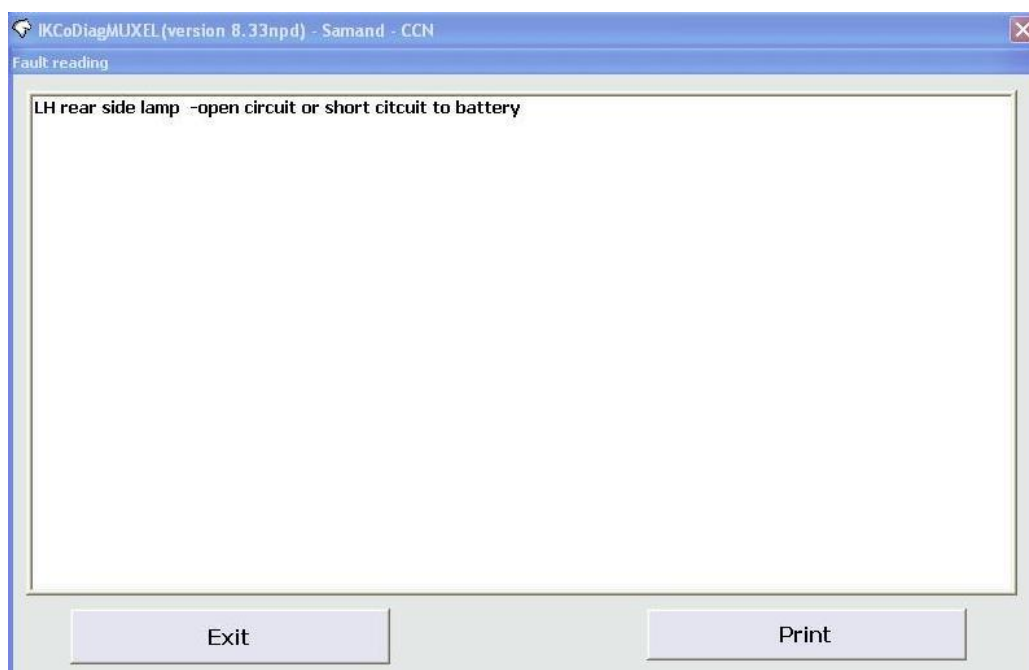 IKCoDiagMUXEL(version 8.33npd) - Samand - CCN
Fault reading
LH rear side lamp -open circuit or short citcuit to battery
Exit
Print